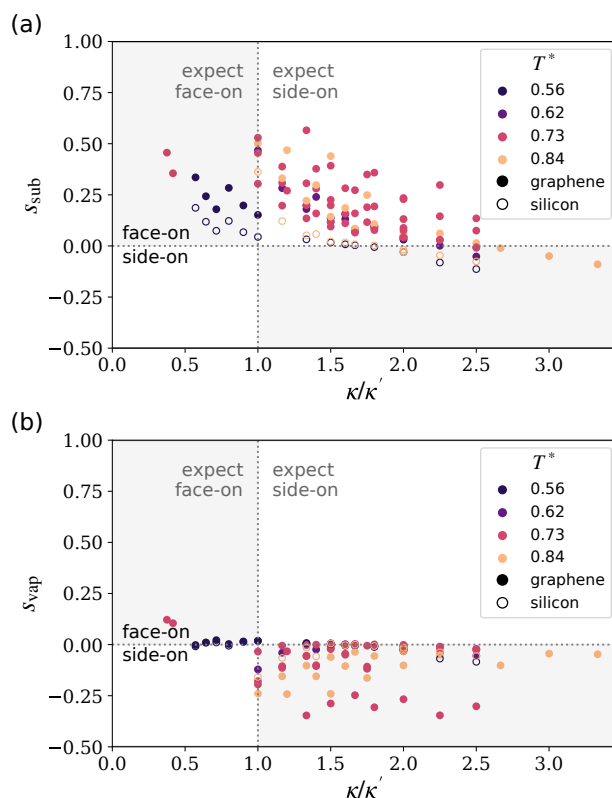 (a)
1.00
0.75
0.50
0.25
0.00
−0.25
−0.50
s_sub
expect face-on
expect side-on
face-on
side-on
T*
0.56
0.62
0.73
0.84
graphene
silicon
0.0 0.5 1.0 1.5 2.0 2.5 3.0
κ/κ′
(b)
1.00
0.75
0.50
0.25
0.00
−0.25
−0.50
s_vap
expect face-on
expect side-on
face-on
side-on
T*
0.56
0.62
0.73
0.84
graphene
silicon
0.0 0.5 1.0 1.5 2.0 2.5 3.0
κ/κ′